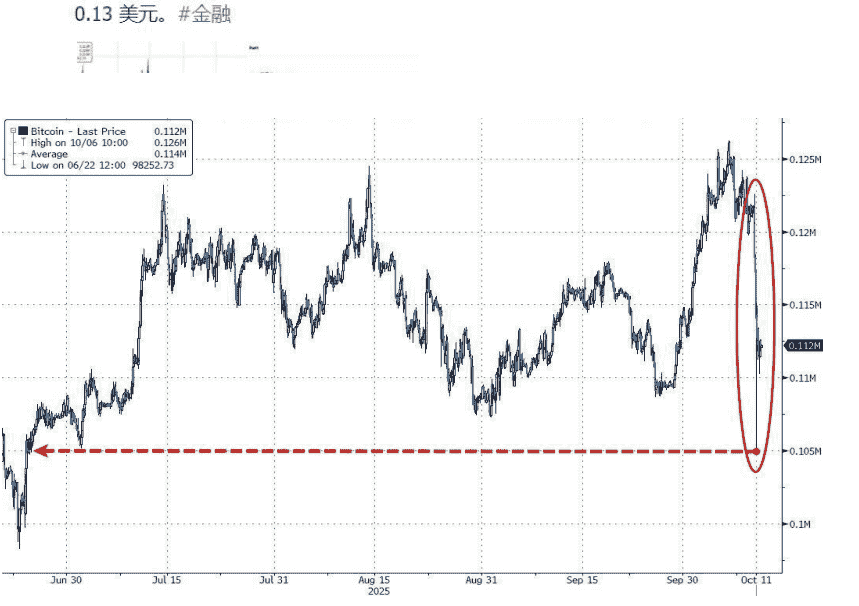 0.13 美元。#金融
Bitcoin - Last Price 0.112M
High on 10/06 10:00 0.126M
Average 0.114M
Low on 06/22 12:00 98252.73
0.125M
0.12M
0.115M
0.112M
0.11M
0.105M
0.1M
Jun 30 Jul 15 Jul 31 Aug 15 Aug 31 Sep 15 Sep 30 Oct 11
2025